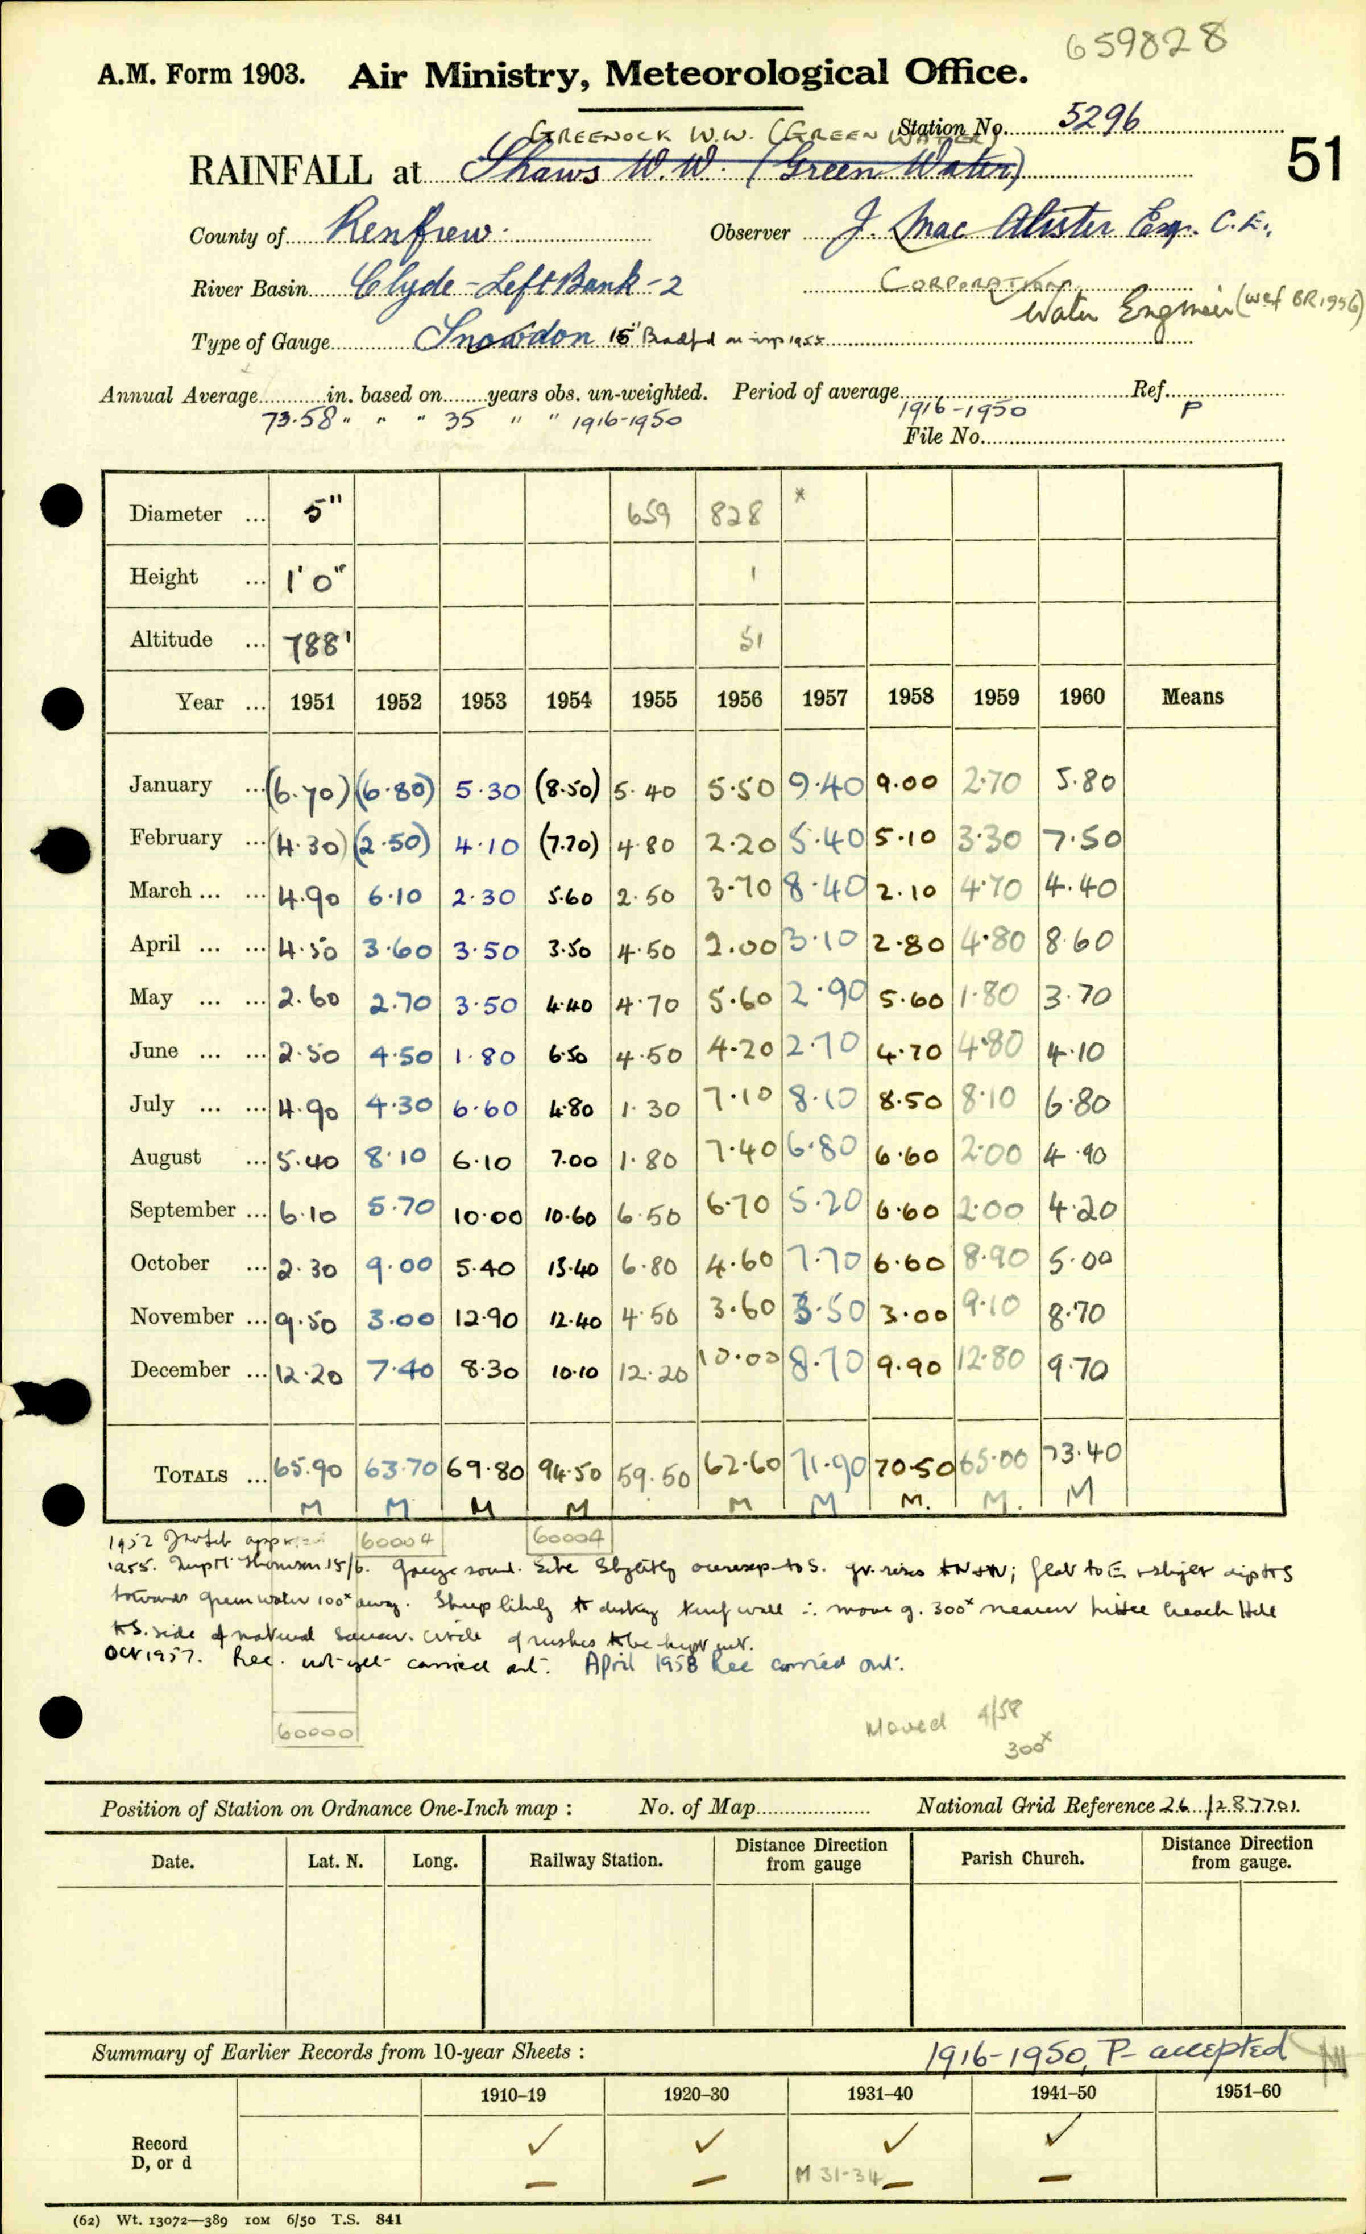 659828
A.M. Form 1903. Air Ministry, Meteorological Office.
Station No. 5296
GREENOCK W.W. (GREEN WATER)
RAINFALL at Shaws W.W. (Green Water) 51
County of Renfrew. Observer J. Mac Alister Esq. C.E.
River Basin Clyde-Left Bank-2 CORPORATION
Water Engineer (wef BR 1956)
Type of Gauge Snowdon 15" Bradfd on insp 1955
Annual Average in. based on years obs. un-weighted. Period of average Ref.
73.58 " " " 35 " " 1916-1950 1916-1950 P
File No.
Diameter ... 5" 659 828 *
Height ... 1'0" 1
Altitude ... 788' 51
Year ... 1951 1952 1953 1954 1955 1956 1957 1958 1959 1960 Means
January ... (6.70) (6.80) 5.30 (8.50) 5.40 5.50 9.40 9.00 2.70 5.80
February ... (4.30) (2.50) 4.10 (7.70) 4.80 2.20 5.40 5.10 3.30 7.50
March ... ... 4.90 6.10 2.30 5.60 2.50 3.70 8.40 2.10 4.70 4.40
April ... ... 4.50 3.60 3.50 3.50 4.50 2.00 3.10 2.80 4.80 8.60
May ... ... 2.60 2.70 3.50 4.40 4.70 5.60 2.90 5.60 1.80 3.70
June ... ... 2.50 4.50 1.80 6.50 4.50 4.20 2.70 4.70 4.80 4.10
July ... ... 4.90 4.30 6.60 4.80 1.30 7.10 8.10 8.50 8.10 6.80
August ... 5.40 8.10 6.10 7.00 1.80 7.40 6.80 6.60 2.00 4.90
September ... 6.10 5.70 10.00 10.60 6.50 6.70 5.20 6.60 2.00 4.20
October ... 2.30 9.00 5.40 13.40 6.80 4.60 7.70 6.60 8.90 5.00
November ... 9.50 3.00 12.90 12.40 4.50 3.60 3.50 3.00 9.10 8.70
December ... 12.20 7.40 8.30 10.10 12.20 10.00 8.70 9.90 12.80 9.70
TOTALS ... 65.90 63.70 69.80 94.50 59.50 62.60 71.90 70.50 65.00 73.40
M M M M M M M. M. M
1952 Jan & Feb 60004 60004
1955. Insp Mr Thomson 15/6. Gauge sound. Site slightly overexp. to S. gr. rises to N & W; flat to E & slight dip to S
towards green water 100x away. Sheep likely to destroy turf wall ∴ move g. 300x nearer Little Creach Hill
to S. side of natural circle of rushes to be kept cut.
Oct 1957. Rec. not yet carried out. April 1958 Rec carried out.
60000
Moved 4/58
300x
Position of Station on Ordnance One-Inch map : No. of Map National Grid Reference 26/287701
Date. Lat. N. Long. Railway Station. Distance Direction from gauge Parish Church. Distance Direction from gauge.
Summary of Earlier Records from 10-year Sheets : 1916-1950, P- accepted
1910–19 1920–30 1931–40 1941–50 1951–60
Record ✓ ✓ ✓ ✓
D, or d – – M 31-34 – –
(62) Wt. 13072—389 10M 6/50 T.S. 841